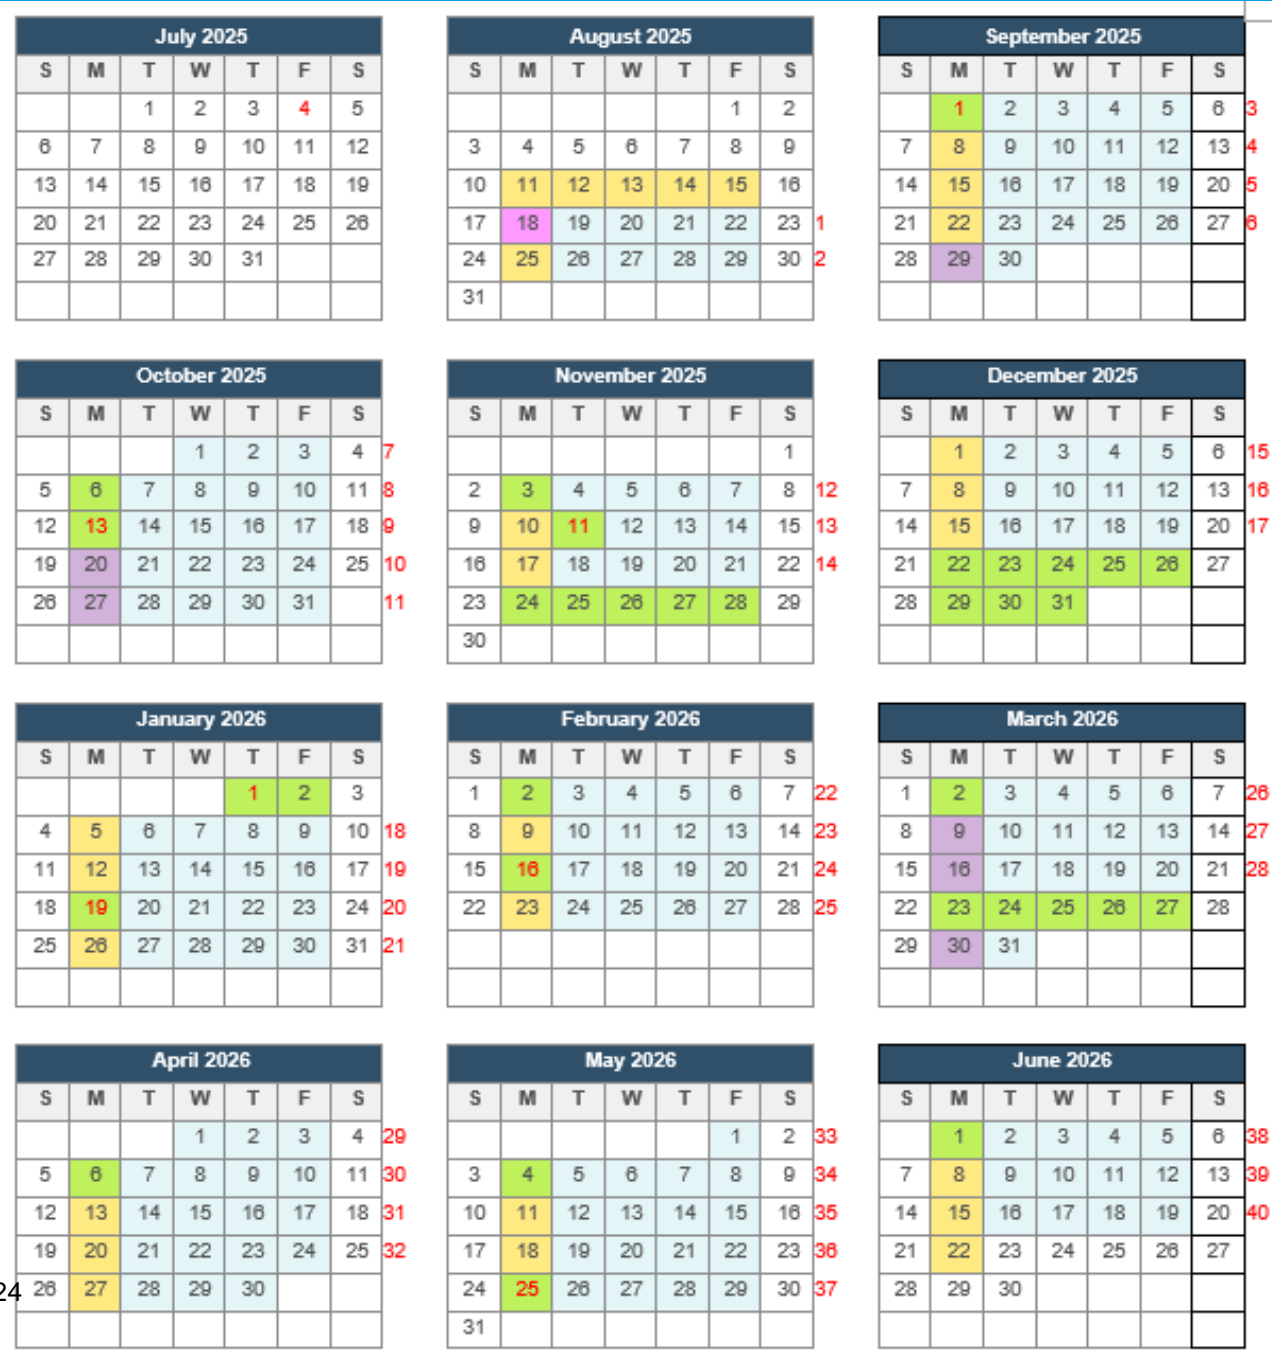 July 2025
S M T W T F S
1 2 3 4 5
6 7 8 9 10 11 12
13 14 15 16 17 18 19
20 21 22 23 24 25 26
27 28 29 30 31
August 2025
S M T W T F S
1 2
3 4 5 6 7 8 9
10 11 12 13 14 15 16
17 18 19 20 21 22 23 1
24 25 26 27 28 29 30 2
31
September 2025
S M T W T F S
1 2 3 4 5 6 3
7 8 9 10 11 12 13 4
14 15 16 17 18 19 20 5
21 22 23 24 25 26 27 6
28 29 30
October 2025
S M T W T F S
1 2 3 4 7
5 6 7 8 9 10 11 8
12 13 14 15 16 17 18 9
19 20 21 22 23 24 25 10
26 27 28 29 30 31 11
November 2025
S M T W T F S
1
2 3 4 5 6 7 8 12
9 10 11 12 13 14 15 13
16 17 18 19 20 21 22 14
23 24 25 26 27 28 29
30
December 2025
S M T W T F S
1 2 3 4 5 6 15
7 8 9 10 11 12 13 16
14 15 16 17 18 19 20 17
21 22 23 24 25 26 27
28 29 30 31
January 2026
S M T W T F S
1 2 3
4 5 6 7 8 9 10 18
11 12 13 14 15 16 17 19
18 19 20 21 22 23 24 20
25 26 27 28 29 30 31 21
February 2026
S M T W T F S
1 2 3 4 5 6 7 22
8 9 10 11 12 13 14 23
15 16 17 18 19 20 21 24
22 23 24 25 26 27 28 25
March 2026
S M T W T F S
1 2 3 4 5 6 7 26
8 9 10 11 12 13 14 27
15 16 17 18 19 20 21 28
22 23 24 25 26 27 28
29 30 31
April 2026
S M T W T F S
1 2 3 4 29
5 6 7 8 9 10 11 30
12 13 14 15 16 17 18 31
19 20 21 22 23 24 25 32
24 26 27 28 29 30
May 2026
S M T W T F S
1 2 33
3 4 5 6 7 8 9 34
10 11 12 13 14 15 16 35
17 18 19 20 21 22 23 36
24 25 26 27 28 29 30 37
31
June 2026
S M T W T F S
1 2 3 4 5 6 38
7 8 9 10 11 12 13 39
14 15 16 17 18 19 20 40
21 22 23 24 25 26 27
28 29 30